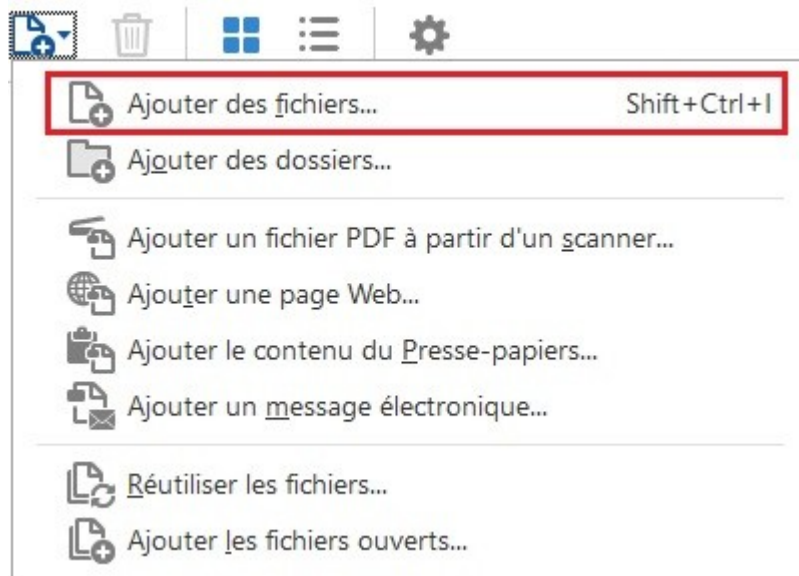 Ajouter des fichiers... Shift+Ctrl+I
Ajouter des dossiers...
Ajouter un fichier PDF à partir d'un scanner...
Ajouter une page Web...
Ajouter le contenu du Presse-papiers...
Ajouter un message électronique...
Réutiliser les fichiers...
Ajouter les fichiers ouverts...